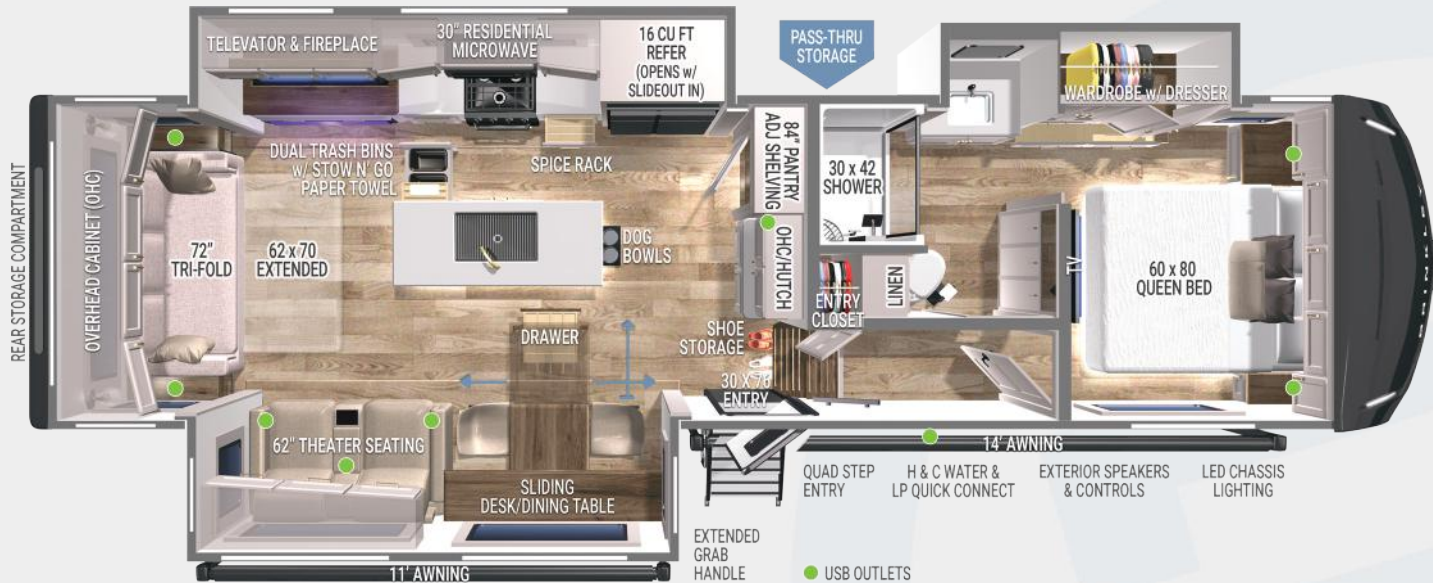 TELEVATOR & FIREPLACE
30" RESIDENTIAL
MICROWAVE
16 CU FT
REFER
(OPENS w/
SLIDEOUT IN)
PASS-THRU
STORAGE
WARDROBE w/ DRESSER
REAR STORAGE COMPARTMENT
OVERHEAD CABINET (OHC)
DUAL TRASH BINS
w/ STOW N' GO
PAPER TOWEL
SPICE RACK
84" PANTRY
ADJ SHELVING
30 x 42
SHOWER
72"
TRI-FOLD
62 x 70
EXTENDED
DOG
BOWLS
OHC/HUTCH
ENTRY
CLOSET
LINEN
TV
60 x 80
QUEEN BED
BRINKLEY
DRAWER
SHOE
STORAGE
30 X 76
ENTRY
62" THEATER SEATING
SLIDING
DESK/DINING TABLE
14' AWNING
QUAD STEP
ENTRY
H & C WATER &
LP QUICK CONNECT
EXTERIOR SPEAKERS
& CONTROLS
LED CHASSIS
LIGHTING
EXTENDED
GRAB
HANDLE
11' AWNING
USB OUTLETS